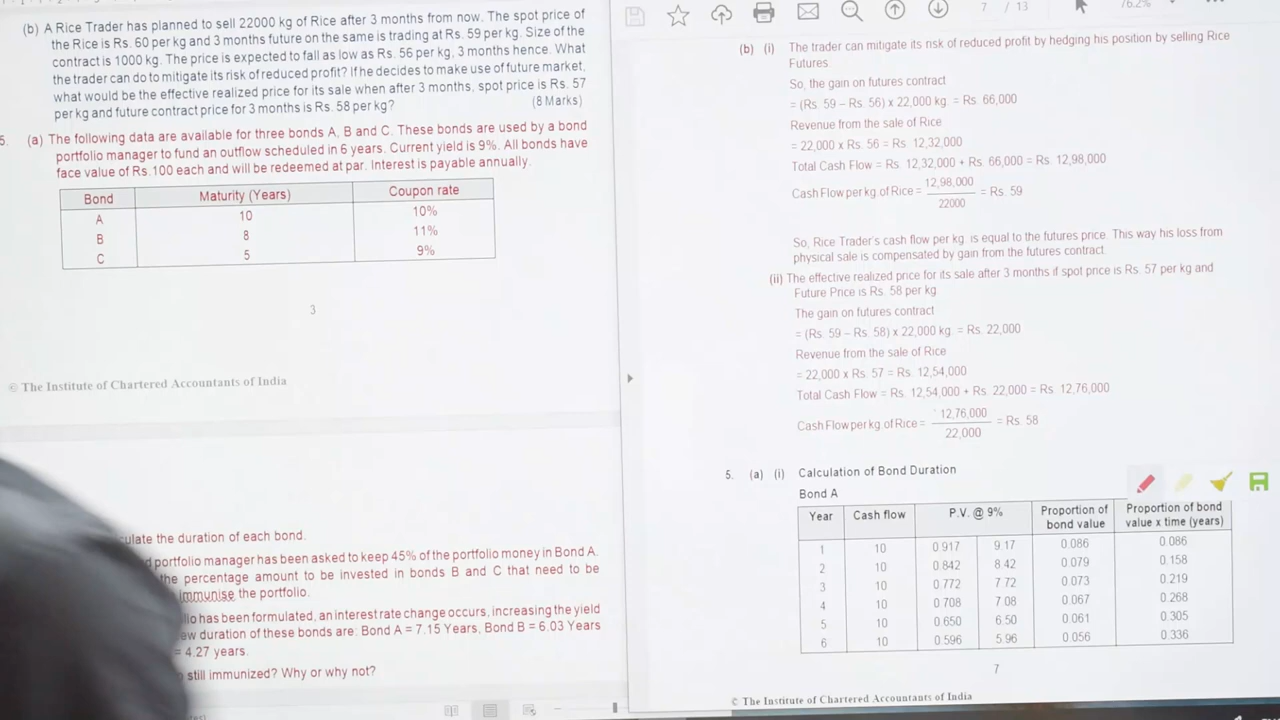 (b) A Rice Trader has planned to sell 22000 kg of Rice after 3 months from now. The spot price of
the Rice is Rs. 60 per kg and 3 months future on the same is trading at Rs. 59 per kg. Size of the
contract is 1000 kg. The price is expected to fall as low as Rs. 56 per kg, 3 months hence. What
the trader can do to mitigate its risk of reduced profit? If he decides to make use of future market,
what would be the effective realized price for its sale when after 3 months, spot price is Rs. 57
per kg and future contract price for 3 months is Rs. 58 per kg? (8 Marks)
5. (a) The following data are available for three bonds A, B and C. These bonds are used by a bond
portfolio manager to fund an outflow scheduled in 6 years. Current yield is 9%. All bonds have
face value of Rs.100 each and will be redeemed at par. Interest is payable annually.
Bond Maturity (Years) Coupon rate
A 10 10%
B 8 11%
C 5 9%
3
© The Institute of Chartered Accountants of India
ulate the duration of each bond.
portfolio manager has been asked to keep 45% of the portfolio money in Bond A.
the percentage amount to be invested in bonds B and C that need to be
immunise the portfolio.
lio has been formulated, an interest rate change occurs, increasing the yield
ew duration of these bonds are: Bond A = 7.15 Years, Bond B = 6.03 Years
= 4.27 years.
still immunized? Why or why not?
7 / 13
76.2%
(b) (i) The trader can mitigate its risk of reduced profit by hedging his position by selling Rice
Futures
So, the gain on futures contract
= (Rs. 59 – Rs. 56) x 22,000 kg. = Rs. 66,000
Revenue from the sale of Rice
= 22,000 x Rs. 56 = Rs. 12,32,000
Total Cash Flow = Rs. 12,32,000 + Rs. 66,000 = Rs. 12,98,000
Cash Flow per kg. of Rice = 12,98,000 / 22000 = Rs. 59
So, Rice Trader's cash flow per kg. is equal to the futures price. This way his loss from
physical sale is compensated by gain from the futures contract.
(ii) The effective realized price for its sale after 3 months if spot price is Rs. 57 per kg and
Future Price is Rs. 58 per kg
The gain on futures contract
= (Rs. 59 – Rs. 58) x 22,000 kg. = Rs. 22,000
Revenue from the sale of Rice
= 22,000 x Rs. 57 = Rs. 12,54,000
Total Cash Flow = Rs. 12,54,000 + Rs. 22,000 = Rs. 12,76,000
Cash Flow per kg. of Rice = 12,76,000 / 22,000 = Rs. 58
5. (a) (i) Calculation of Bond Duration
Bond A
Year Cash flow P.V. @ 9% Proportion of bond value Proportion of bond value x time (years)
1 10 0.917 9.17 0.086 0.086
2 10 0.842 8.42 0.079 0.158
3 10 0.772 7.72 0.073 0.219
4 10 0.708 7.08 0.067 0.268
5 10 0.650 6.50 0.061 0.305
6 10 0.596 5.96 0.056 0.336
7
© The Institute of Chartered Accountants of India